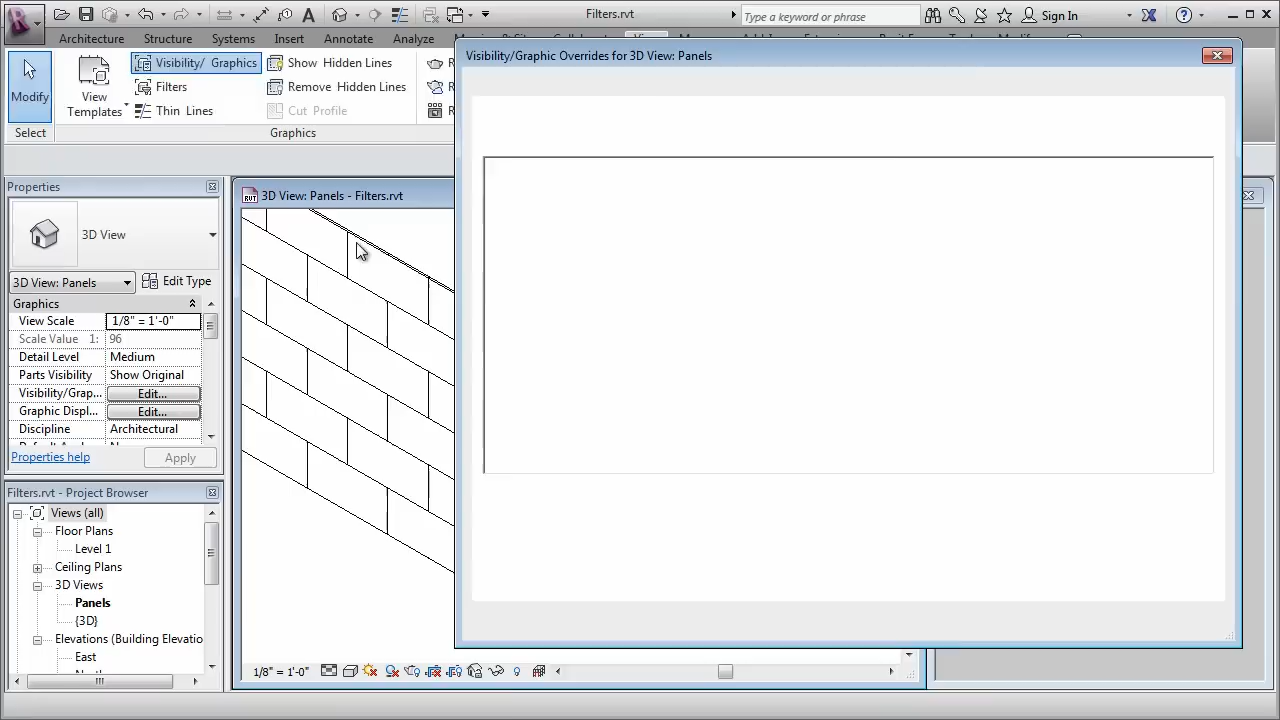 Filters.rvt
Type a keyword or phrase
Sign In
Architecture Structure Systems Insert Annotate Analyze
Modify
Select
View
Templates
Visibility/ Graphics
Filters
Thin Lines
Show Hidden Lines
Remove Hidden Lines
Cut Profile
Graphics
Visibility/Graphic Overrides for 3D View: Panels
Properties
3D View
3D View: Panels
Edit Type
Graphics
View Scale 1/8" = 1'-0"
Scale Value 1: 96
Detail Level Medium
Parts Visibility Show Original
Visibility/Grap... Edit...
Graphic Displ... Edit...
Discipline Architectural
Properties help
Apply
Filters.rvt - Project Browser
Views (all)
Floor Plans
Level 1
Ceiling Plans
3D Views
Panels
{3D}
Elevations (Building Elevatio
East
3D View: Panels - Filters.rvt
1/8" = 1'-0"